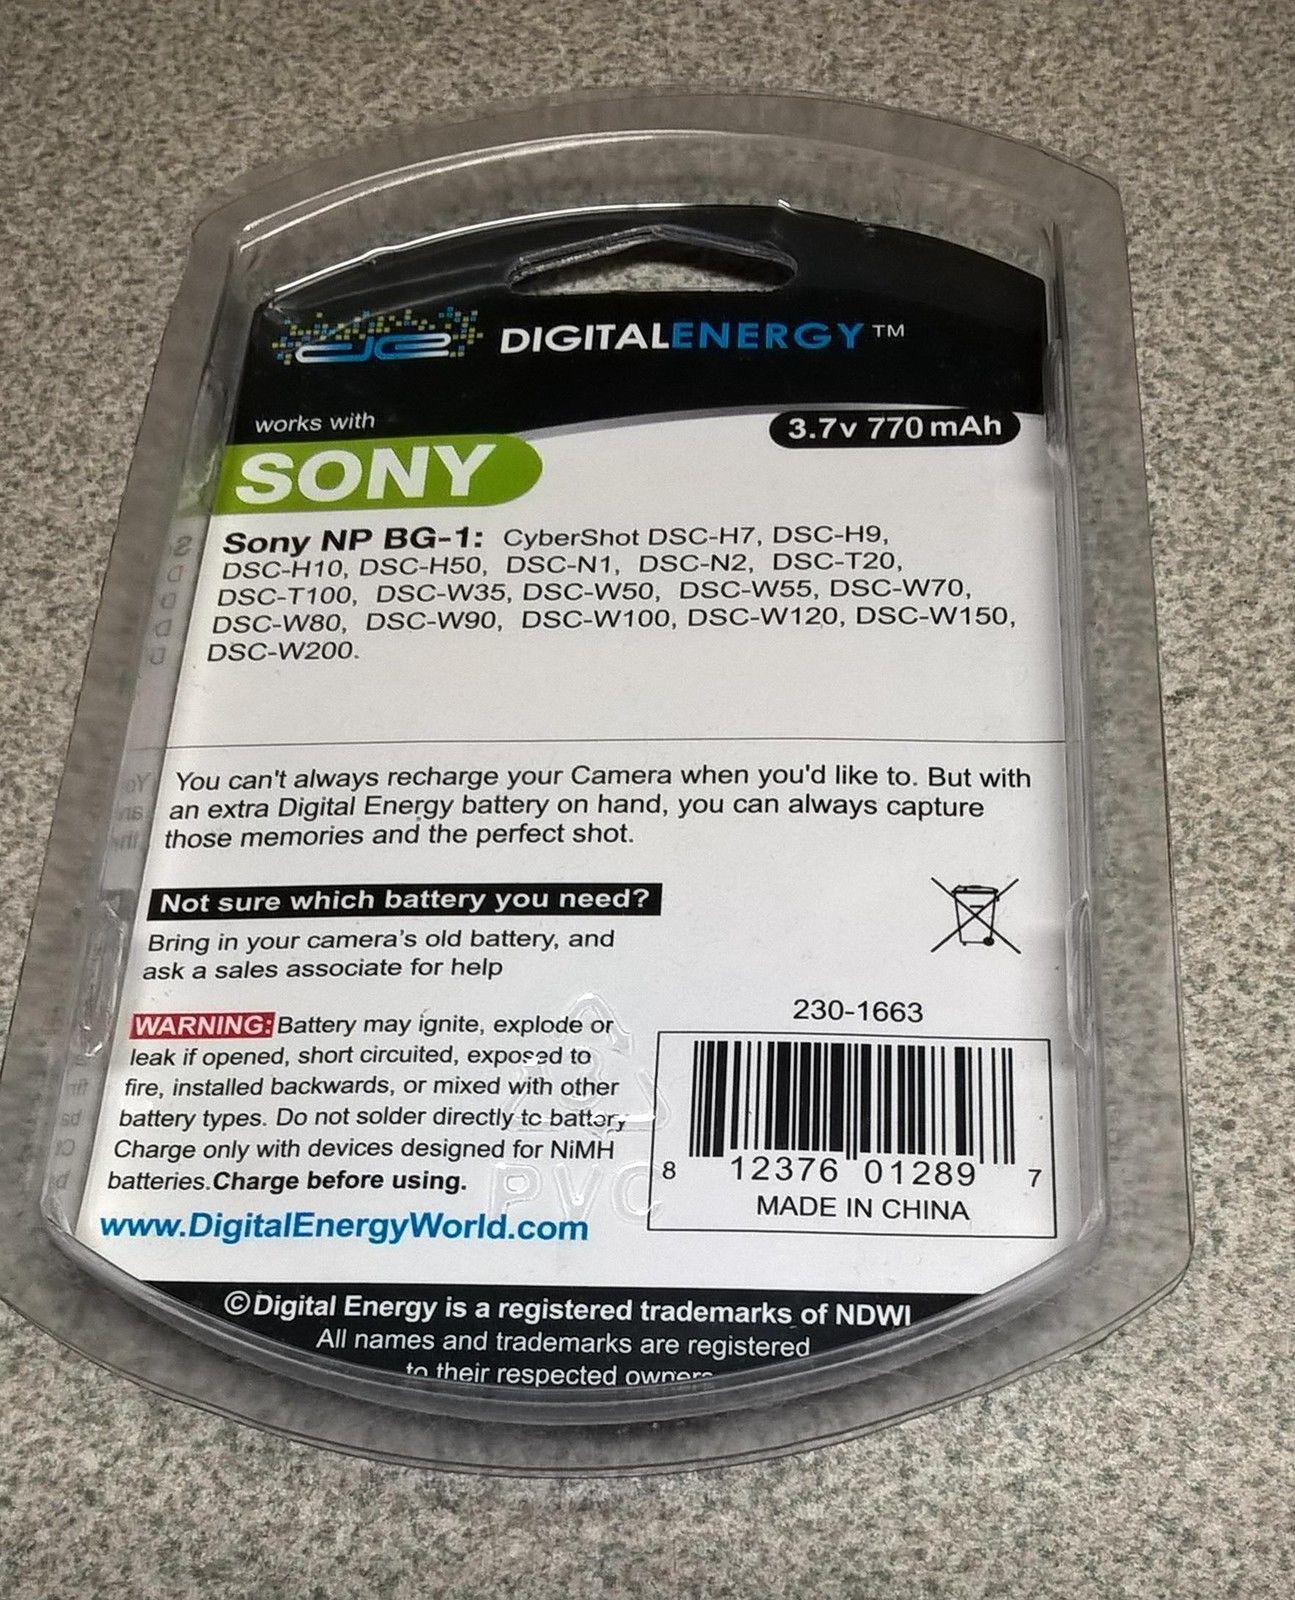 DIGITALENERGY™
works with
3.7v 770 mAh
SONY
Sony NP BG-1: CyberShot DSC-H7, DSC-H9,
DSC-H10, DSC-H50, DSC-N1, DSC-N2, DSC-T20,
DSC-T100, DSC-W35, DSC-W50, DSC-W55, DSC-W70,
DSC-W80, DSC-W90, DSC-W100, DSC-W120, DSC-W150,
DSC-W200.
You can't always recharge your Camera when you'd like to. But with
an extra Digital Energy battery on hand, you can always capture
those memories and the perfect shot.
Not sure which battery you need?
Bring in your camera's old battery, and
ask a sales associate for help
WARNING: Battery may ignite, explode or
leak if opened, short circuited, exposed to
fire, installed backwards, or mixed with other
battery types. Do not solder directly to battery
Charge only with devices designed for NiMH
batteries.Charge before using.
www.DigitalEnergyWorld.com
3
PVC
230-1663
8 12376 01289 7
MADE IN CHINA
©Digital Energy is a registered trademarks of NDWI
All names and trademarks are registered
to their respected owners